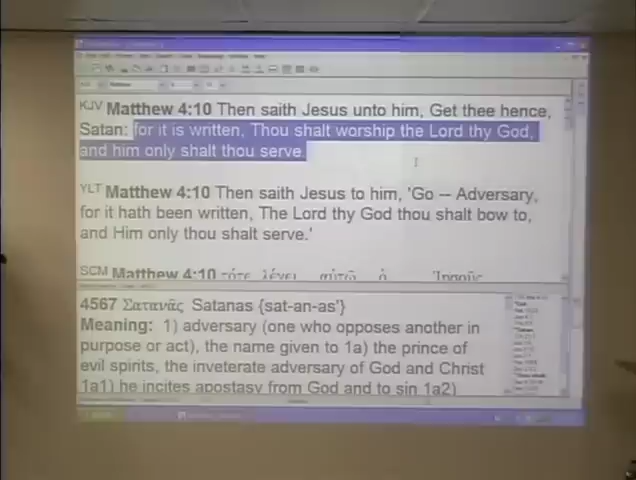 KJV Matthew 4:10 Then saith Jesus unto him, Get thee hence,
Satan: for it is written, Thou shalt worship the Lord thy God,
and him only shalt thou serve.
YLT Matthew 4:10 Then saith Jesus to him, 'Go -- Adversary,
for it hath been written, The Lord thy God thou shalt bow to,
and Him only thou shalt serve.'
SCM Matthew 4:10 τότε λέγει αὐτῷ ὁ Ἰησοῦς
4567 Σατανᾶς Satanas {sat-an-as'}
Meaning: 1) adversary (one who opposes another in
purpose or act), the name given to 1a) the prince of
evil spirits, the inveterate adversary of God and Christ
1a1) he incites apostasy from God and to sin 1a2)